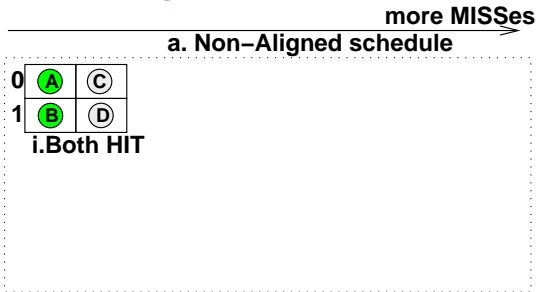 more MISSes
a. Non-Aligned schedule
0 A C
1 B D
i.Both HIT